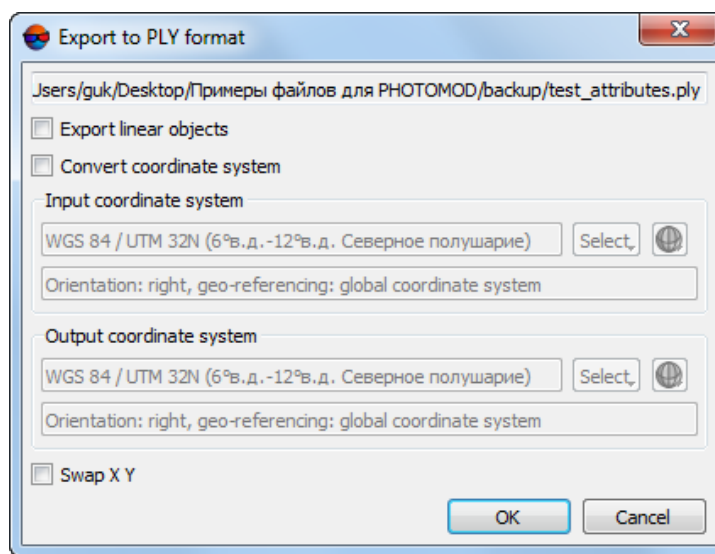 Export to PLY format
Jsers/guk/Desktop/Примеры файлов для PHOTOMOD/backup/test_attributes.ply
Export linear objects
Convert coordinate system
Input coordinate system
WGS 84 / UTM 32N (6°в.д.-12°в.д. Северное полушарие) Select
Orientation: right, geo-referencing: global coordinate system
Output coordinate system
WGS 84 / UTM 32N (6°в.д.-12°в.д. Северное полушарие) Select
Orientation: right, geo-referencing: global coordinate system
Swap X Y
OK Cancel